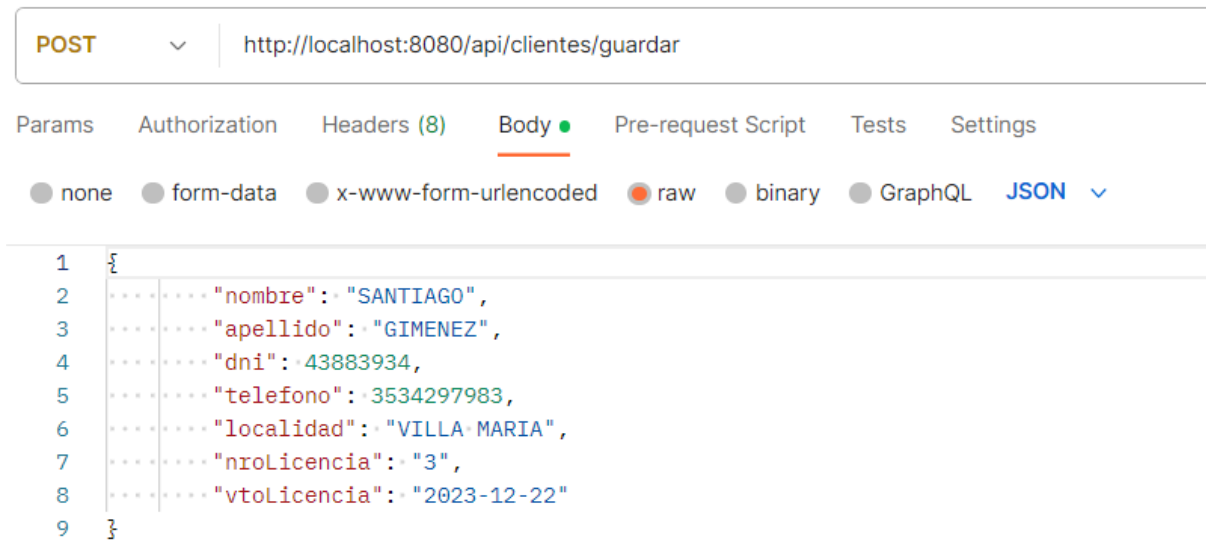 POST http://localhost:8080/api/clientes/guardar
Params Authorization Headers (8) Body Pre-request Script Tests Settings
none form-data x-www-form-urlencoded raw binary GraphQL JSON
1 {
2 "nombre": "SANTIAGO",
3 "apellido": "GIMENEZ",
4 "dni": 43883934,
5 "telefono": 3534297983,
6 "localidad": "VILLA MARIA",
7 "nroLicencia": "3",
8 "vtoLicencia": "2023-12-22"
9 }